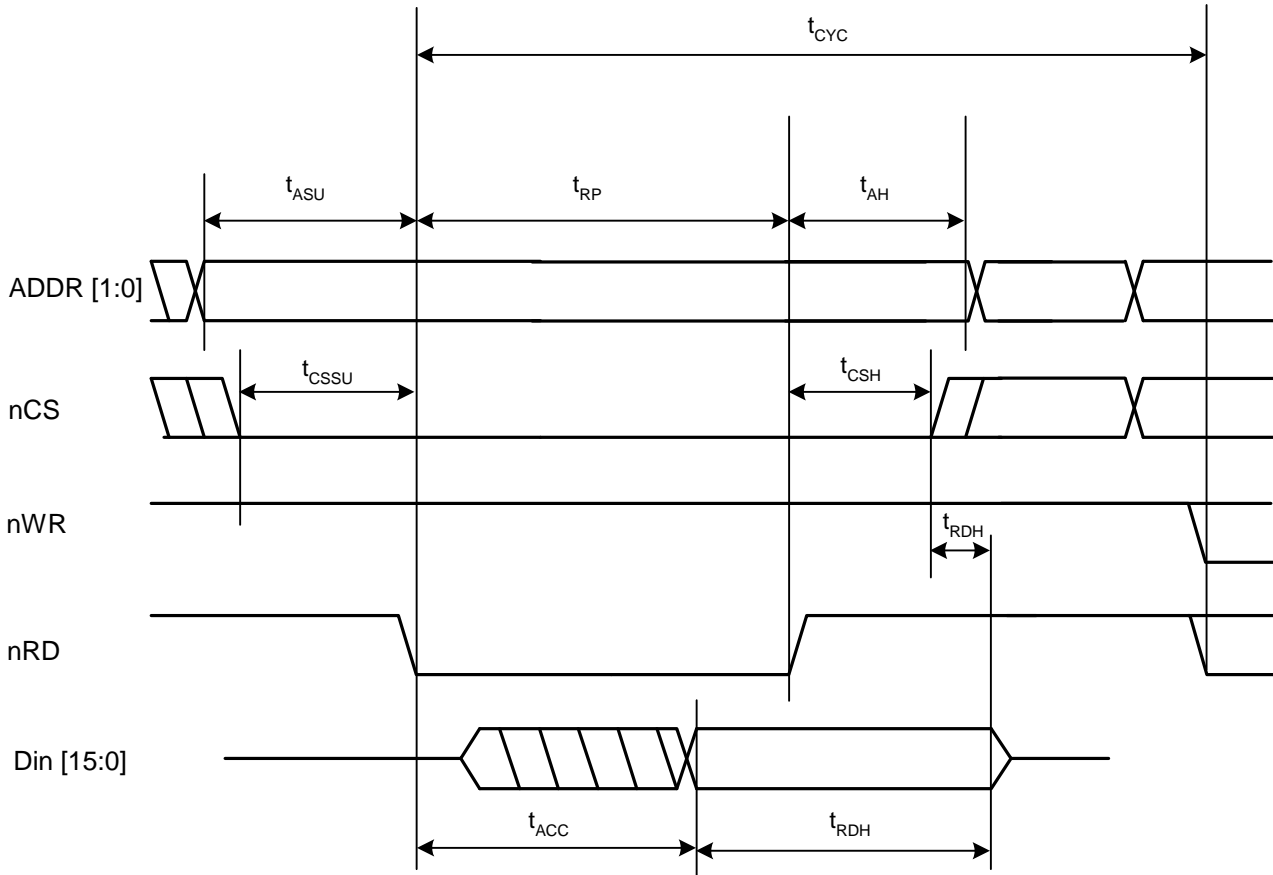 tCYC
tASU
tRP
tAH
ADDR [1:0]
tCSSU
tCSH
nCS
nWR
tRDH
nRD
Din [15:0]
tACC
tRDH